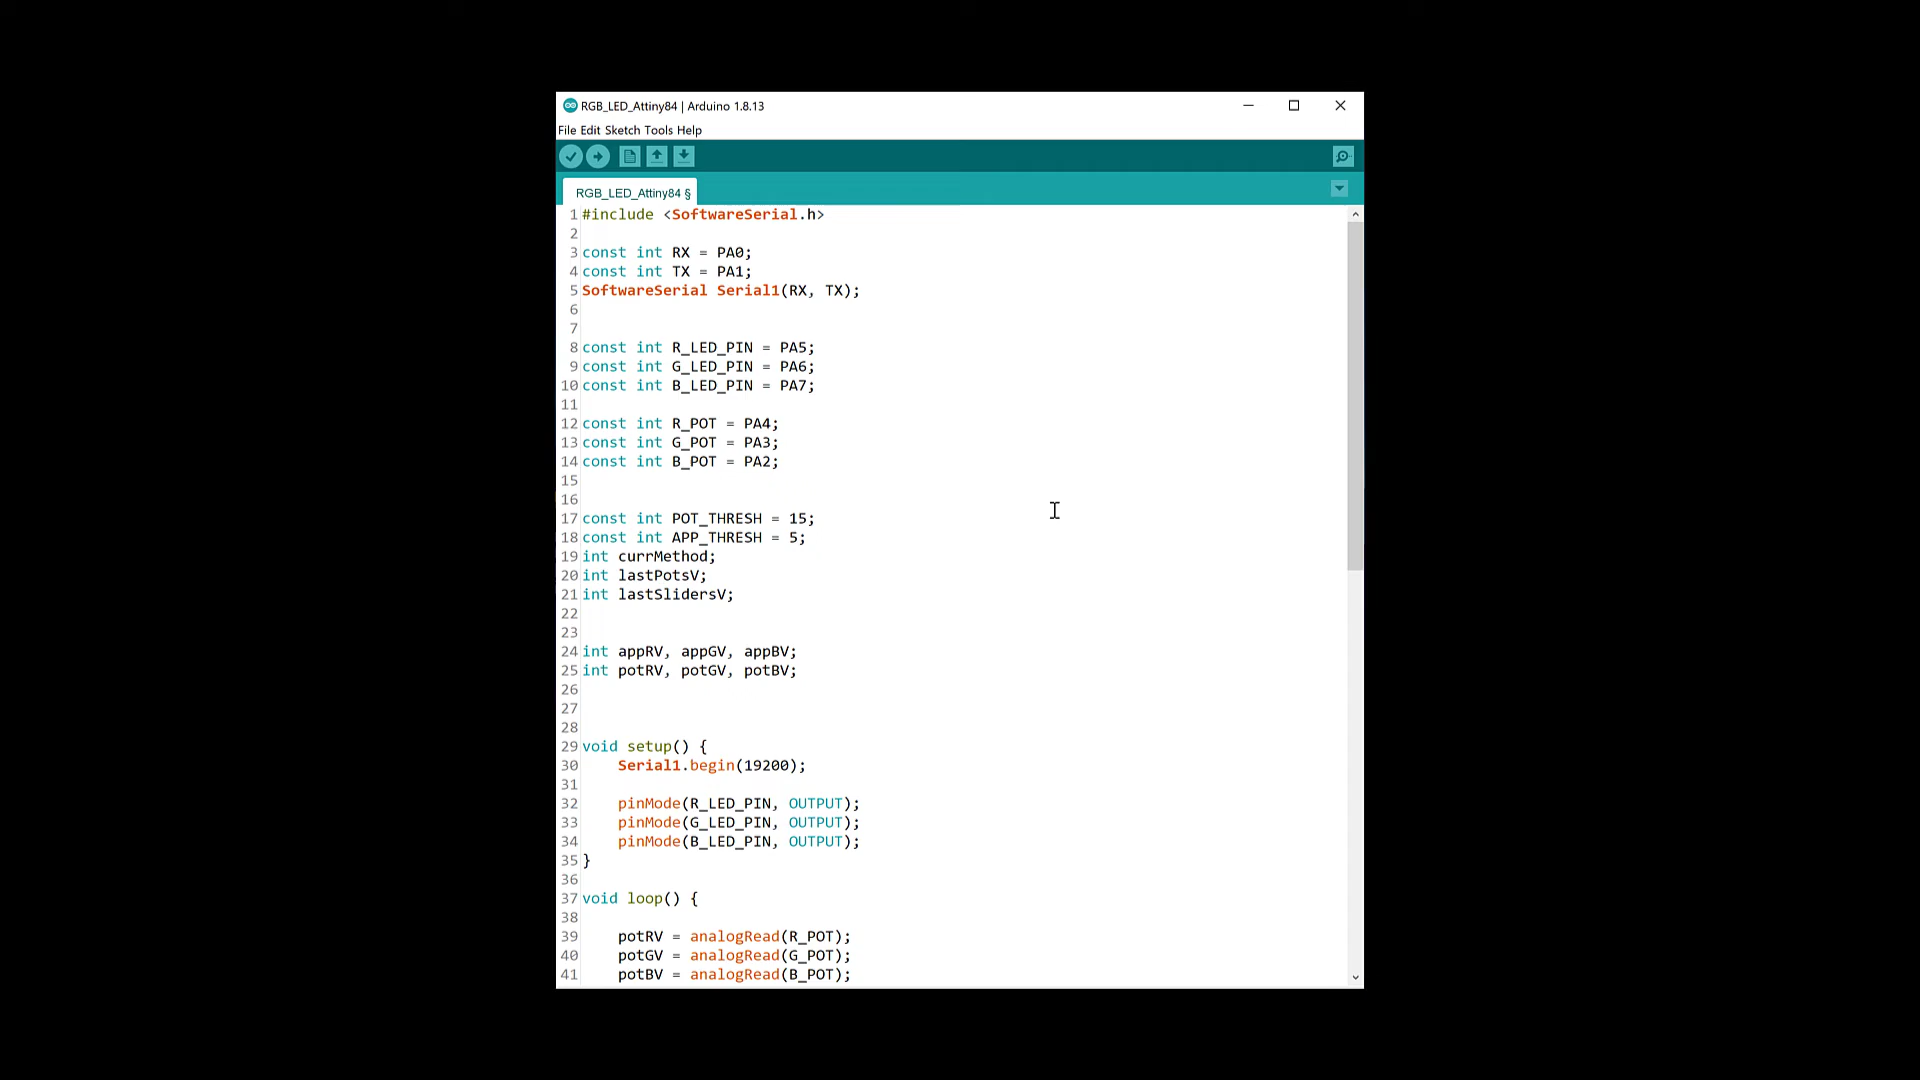 RGB_LED_Attiny84 | Arduino 1.8.13
File Edit Sketch Tools Help
RGB_LED_Attiny84 §
1 #include <SoftwareSerial.h>
2
3 const int RX = PA0;
4 const int TX = PA1;
5 SoftwareSerial Serial1(RX, TX);
6
7
8 const int R_LED_PIN = PA5;
9 const int G_LED_PIN = PA6;
10 const int B_LED_PIN = PA7;
11
12 const int R_POT = PA4;
13 const int G_POT = PA3;
14 const int B_POT = PA2;
15
16
17 const int POT_THRESH = 15;
18 const int APP_THRESH = 5;
19 int currMethod;
20 int lastPotsV;
21 int lastSlidersV;
22
23
24 int appRV, appGV, appBV;
25 int potRV, potGV, potBV;
26
27
28
29 void setup() {
30     Serial1.begin(19200);
31
32     pinMode(R_LED_PIN, OUTPUT);
33     pinMode(G_LED_PIN, OUTPUT);
34     pinMode(B_LED_PIN, OUTPUT);
35 }
36
37 void loop() {
38
39     potRV = analogRead(R_POT);
40     potGV = analogRead(G_POT);
41     potBV = analogRead(B_POT);